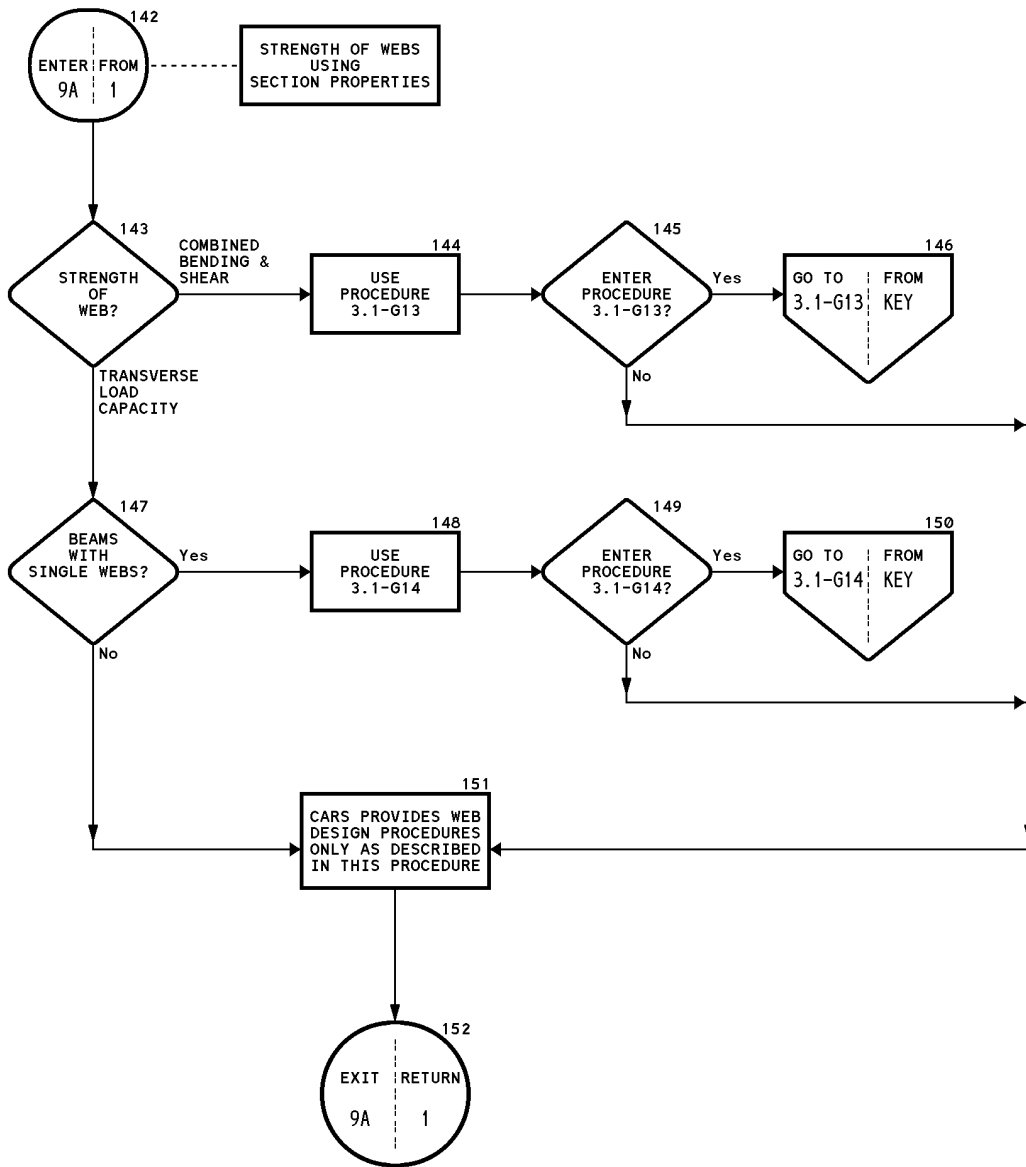 142
ENTER FROM
9A 1
STRENGTH OF WEBS
USING
SECTION PROPERTIES
143
STRENGTH
OF
WEB?
COMBINED
BENDING &
SHEAR
144
USE
PROCEDURE
3.1-G13
145
ENTER
PROCEDURE
3.1-G13?
Yes
146
GO TO FROM
3.1-G13 KEY
No
TRANSVERSE
LOAD
CAPACITY
147
BEAMS
WITH
SINGLE WEBS?
Yes
148
USE
PROCEDURE
3.1-G14
149
ENTER
PROCEDURE
3.1-G14?
Yes
150
GO TO FROM
3.1-G14 KEY
No
No
151
CARS PROVIDES WEB
DESIGN PROCEDURES
ONLY AS DESCRIBED
IN THIS PROCEDURE
152
EXIT RETURN
9A 1